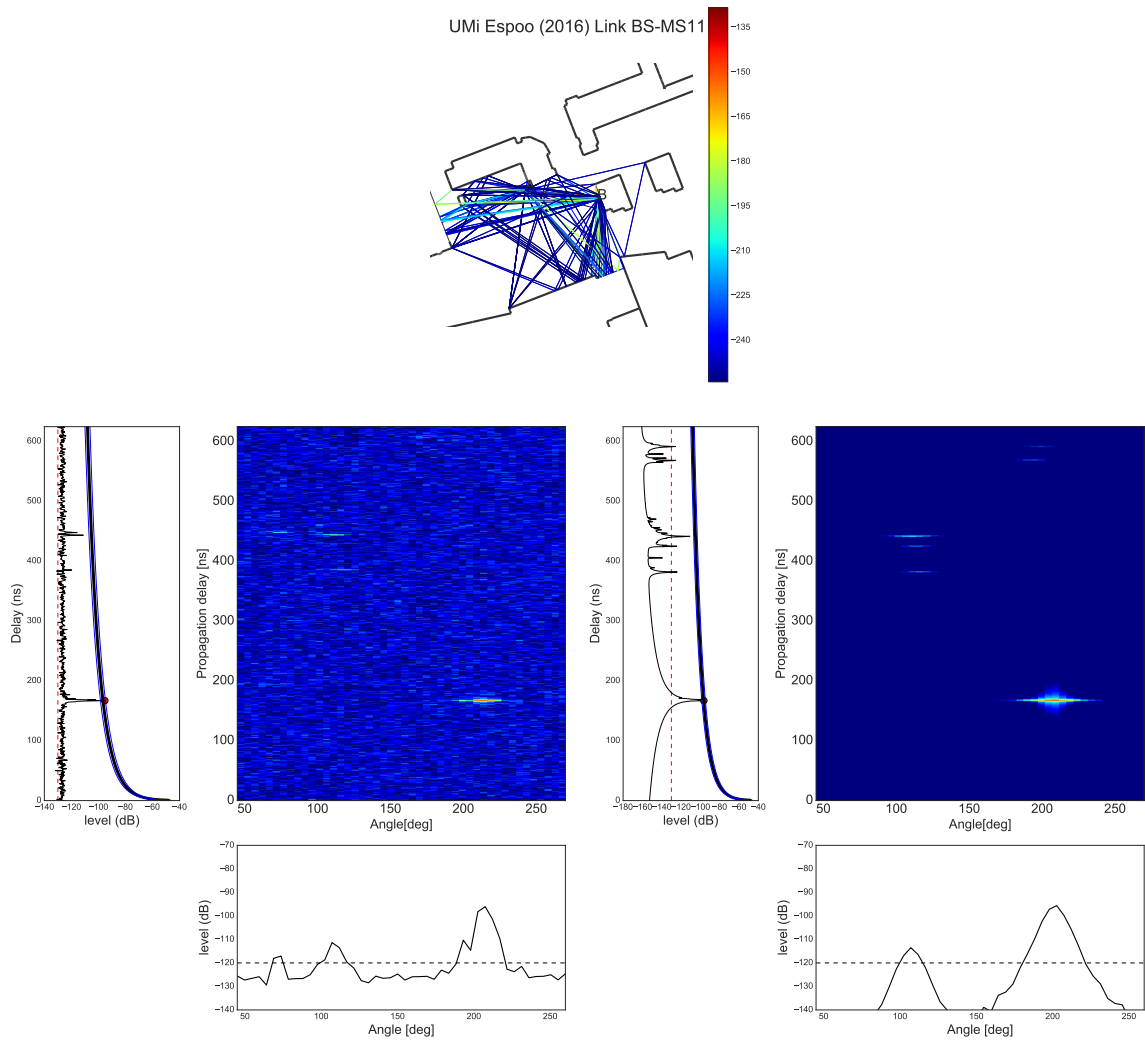 UMi Espoo (2016) Link BS-MS11
−135
−150
−165
−180
−195
−210
−225
−240
B
600
500
400
300
200
100
0
Delay (ns)
−140 −120 −100 −80 −60 −40
level (dB)
600
500
400
300
200
100
0
Propagation delay [ns]
50 100 150 200 250
Angle[deg]
600
500
400
300
200
100
0
Delay (ns)
−180 −160 −140 −120 −100 −80 −60 −40
level (dB)
600
500
400
300
200
100
0
Propagation delay [ns]
50 100 150 200 250
Angle[deg]
−70
−80
−90
−100
−110
−120
−130
−140
level (dB)
50 100 150 200 250
Angle [deg]
−70
−80
−90
−100
−110
−120
−130
−140
level (dB)
50 100 150 200 250
Angle [deg]